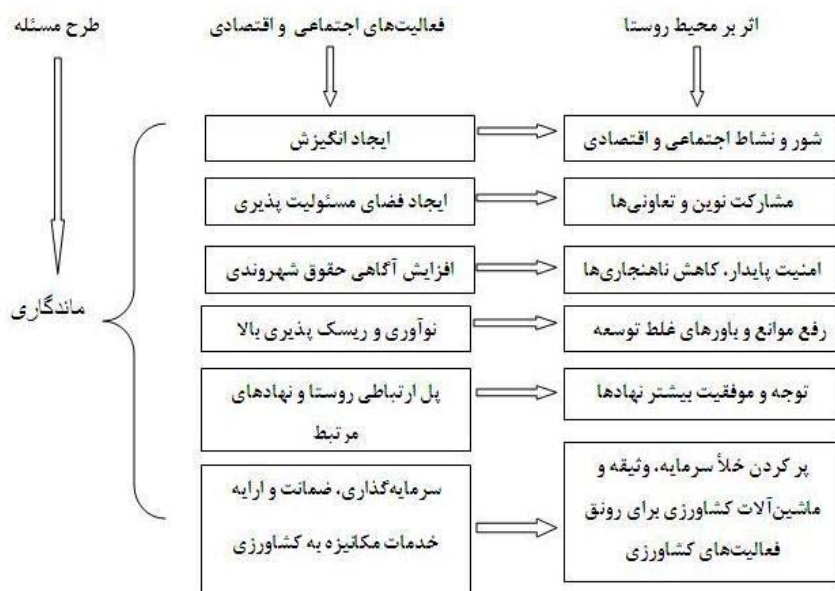 طرح مسئله
فعالیت‌های اجتماعی و اقتصادی
اثر بر محیط روستا
ماندگاری
ایجاد انگیزش
شور و نشاط اجتماعی و اقتصادی
ایجاد فضای مسئولیت پذیری
مشارکت نوین و تعاونی‌ها
افزایش آگاهی حقوق شهروندی
امنیت پایدار، کاهش ناهنجاری‌ها
نوآوری و ریسک پذیری بالا
رفع موانع و باورهای غلط توسعه
پل ارتباطی روستا و نهادهای
مرتبط
توجه و موفقیت بیشتر نهادها
سرمایه‌گذاری، ضمانت و ارایه
خدمات مکانیزه به کشاورزی
پر کردن خلأ سرمایه، وثیقه و
ماشین‌آلات کشاورزی برای رونق
فعالیت‌های کشاورزی